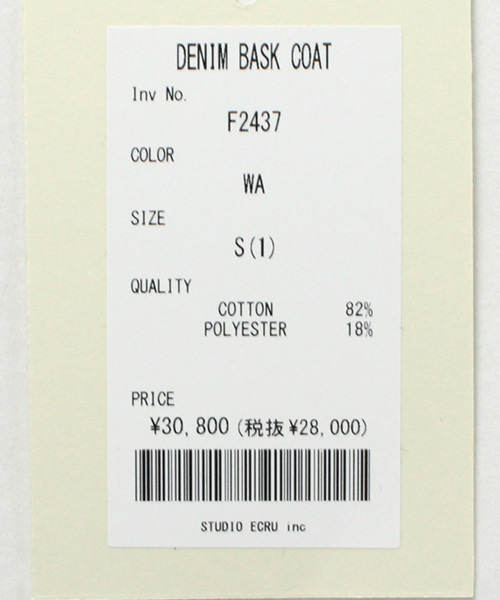 DENIM BASK COAT
Inv No.
F2437
COLOR
WA
SIZE
S(1)
QUALITY
COTTON 82%
POLYESTER 18%
PRICE
¥30,800(税抜¥28,000)
STUDIO ECRU inc